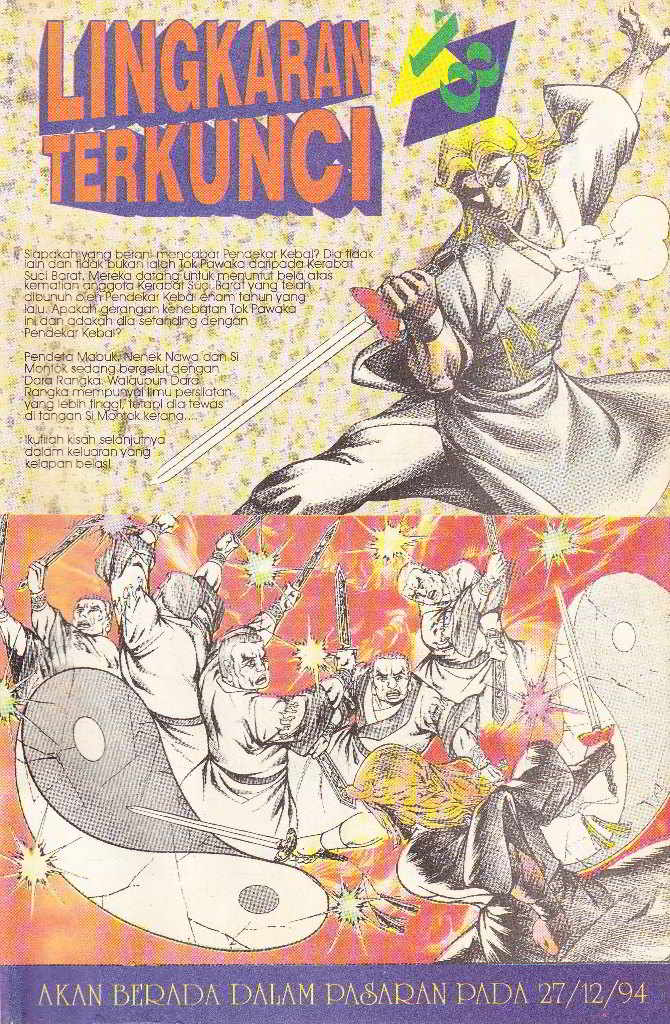 LINGKARAN
TERKUNCI
18
Siapakah yang berani mencabar Pendekar Kebal? Dia tidak
lain dan tidak bukan ialah Tok Pawaka daripada Kerabat
Suci Barat. Mereka datang untuk menuntut bela atas
kematian anggota Kerabat Suci Barat yang telah
dibunuh oleh Pendekar Kebal enam tahun yang
lalu. Apakah gerangan kehebatan Tok Pawaka
ini dan adakah dia setanding dengan
Pendekar Kebal?
Pendeta Mabuk, Nenek Nawa dan Si
Montok sedang bergelut dengan
Dara Rangka. Walaupun Dara
Rangka mempunyai ilmu persilatan
yang lebih tinggi, tetapi dia tewas
di tangan Si Montok kerana.....
Ikutilah kisah selanjutnya
dalam keluaran yang
kelapan belas!
AKAN BERADA DALAM PASARAN PADA 27/12/94